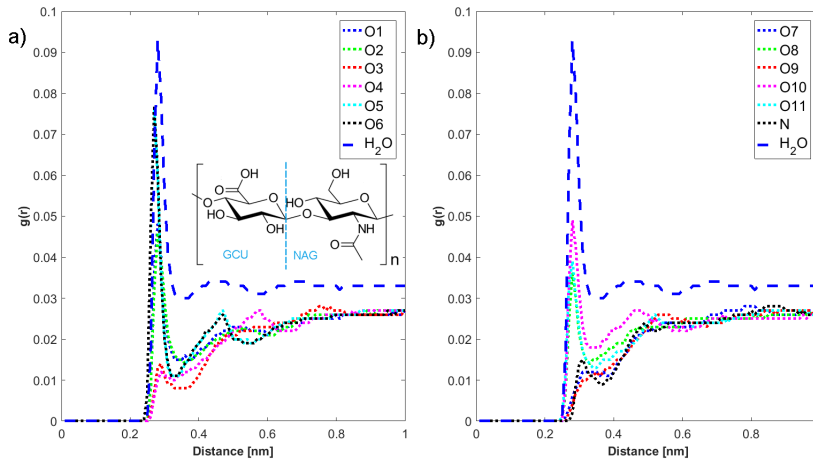 a)
g(r)
0.1
0.09
0.08
0.07
0.06
0.05
0.04
0.03
0.02
0.01
0
0 0.2 0.4 0.6 0.8 1
Distance [nm]
O1
O2
O3
O4
O5
O6
H2O
OH
O
O
HO
OH
O
HO
HO
O
O
NH
O
n
GCU
NAG
b)
g(r)
0.1
0.09
0.08
0.07
0.06
0.05
0.04
0.03
0.02
0.01
0
0 0.2 0.4 0.6 0.8
Distance [nm]
O7
O8
O9
O10
O11
N
H2O